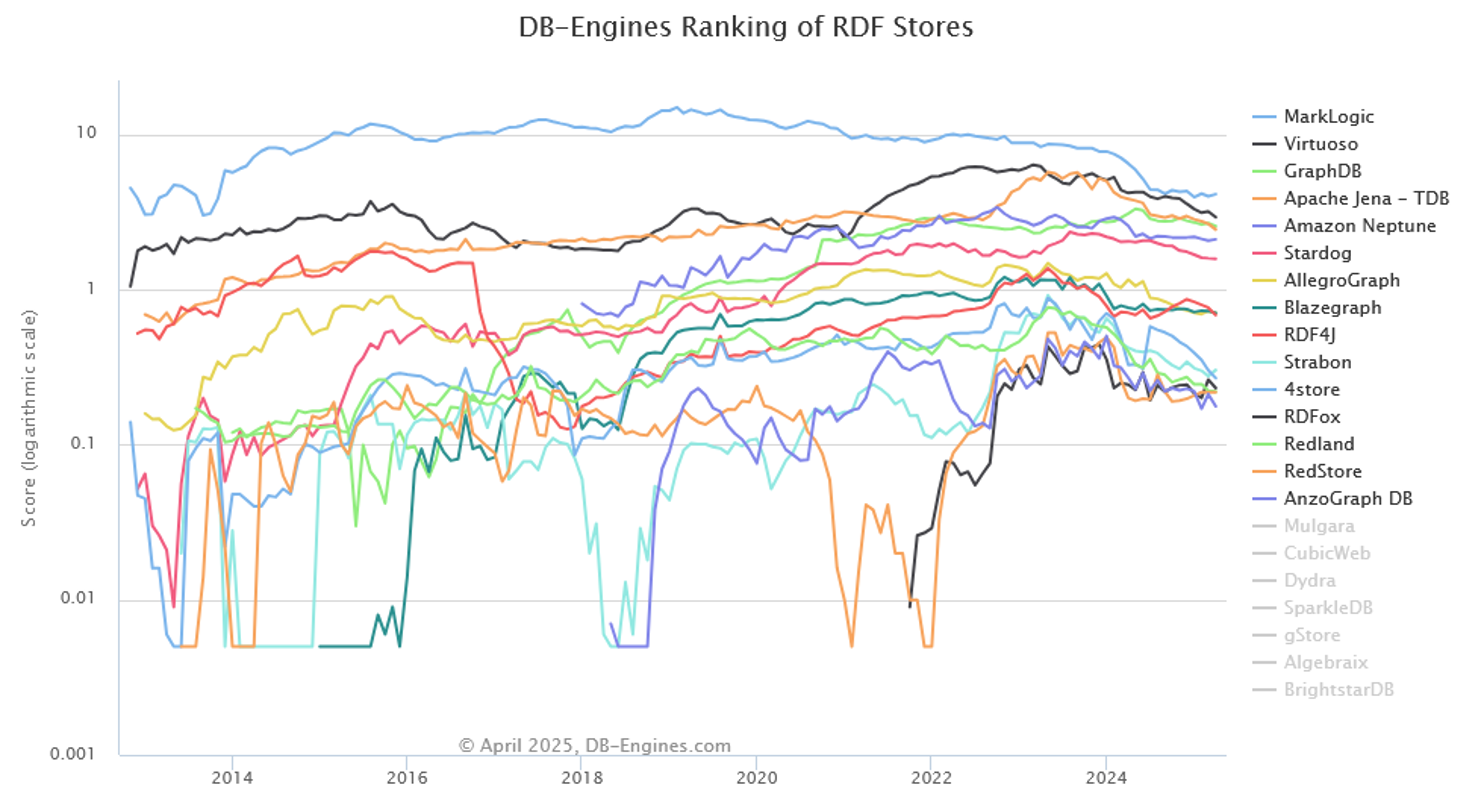 DB-Engines Ranking of RDF Stores
Score (logarithmic scale)
10
1
0.1
0.01
0.001
2014
2016
2018
2020
2022
2024
© April 2025, DB-Engines.com
MarkLogic
Virtuoso
GraphDB
Apache Jena - TDB
Amazon Neptune
Stardog
AllegroGraph
Blazegraph
RDF4J
Strabon
4store
RDFox
Redland
RedStore
AnzoGraph DB
Mulgara
CubicWeb
Dydra
SparkleDB
gStore
Algebraix
BrightstarDB